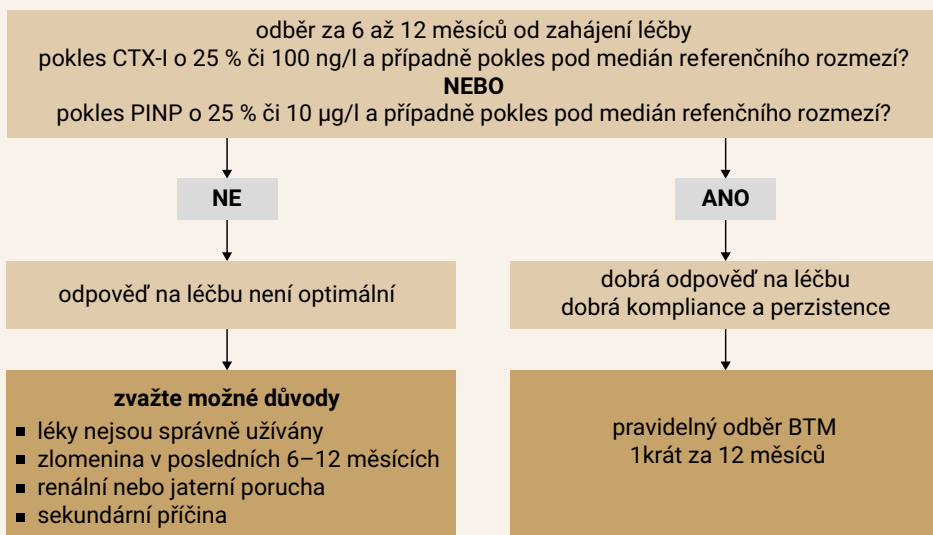 odběr za 6 až 12 měsíců od zahájení léčby
pokles CTX-I o 25 % či 100 ng/l a případně pokles pod medián referenčního rozmezí?
NEBO
pokles PINP o 25 % či 10 µg/l a případně pokles pod medián refenčního rozmezí?
NE
ANO
odpověď na léčbu není optimální
dobrá odpověď na léčbu
dobrá kompliance a perzistence
zvažte možné důvody
▪ léky nejsou správně užívány
▪ zlomenina v posledních 6–12 měsících
▪ renální nebo jaterní porucha
▪ sekundární příčina
pravidelný odběr BTM
1krát za 12 měsíců